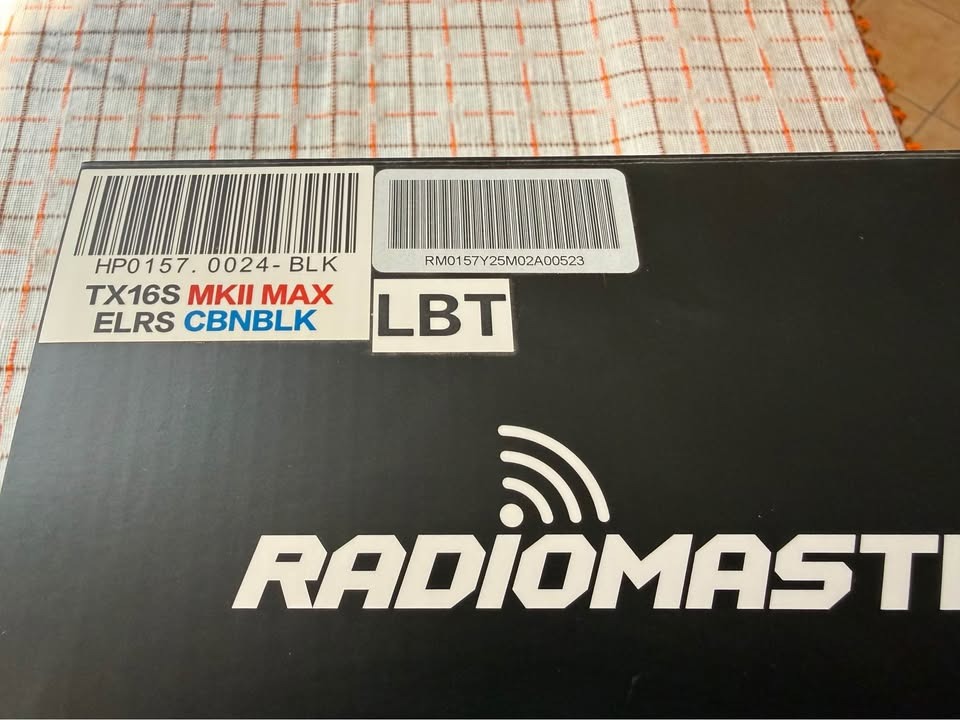 HP0157. 0024- BLK
TX16S MKII MAX
ELRS CBNBLK
RM0157Y25M02A00523
LBT
RADIOMAST